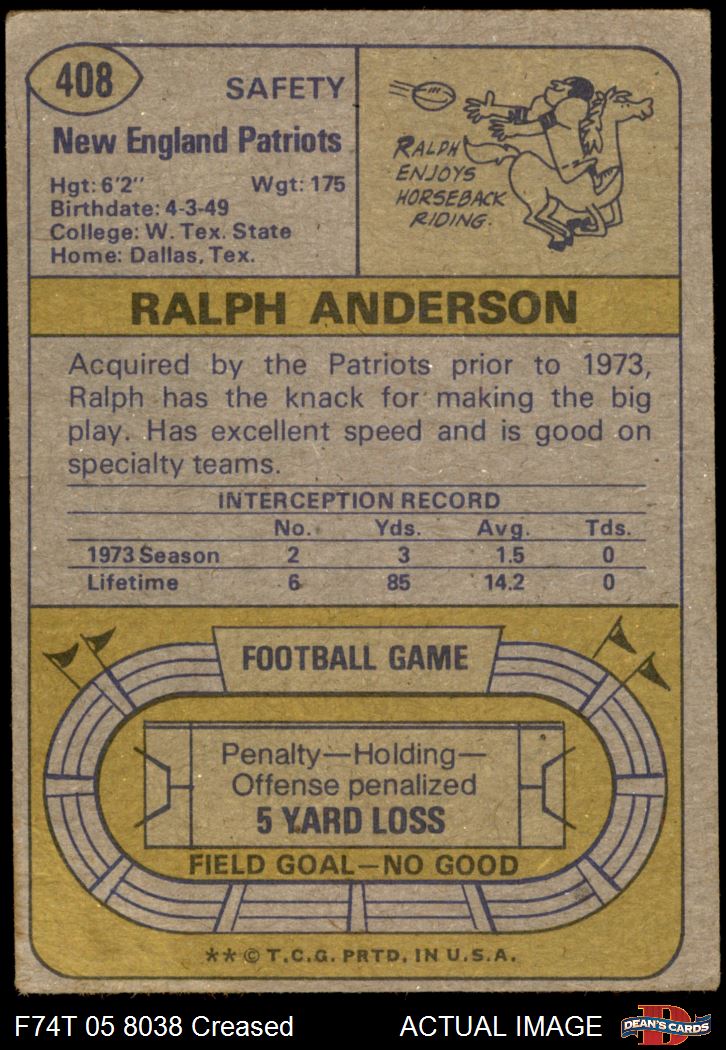 408
SAFETY
New England Patriots
Hgt: 6'2"   Wgt: 175
Birthdate: 4-3-49
College: W. Tex. State
Home: Dallas, Tex.
RALPH
ENJOYS
HORSEBACK
RIDING.
RALPH ANDERSON
Acquired by the Patriots prior to 1973,
Ralph has the knack for making the big
play. Has excellent speed and is good on
specialty teams.
INTERCEPTION RECORD
No. Yds. Avg. Tds.
1973 Season 2 3 1.5 0
Lifetime 6 85 14.2 0
FOOTBALL GAME
Penalty—Holding—
Offense penalized
5 YARD LOSS
FIELD GOAL—NO GOOD
**© T.C.G. PRTD. IN U.S.A.
F74T 05 8038 Creased ACTUAL IMAGE
D
DEAN'S CARDS